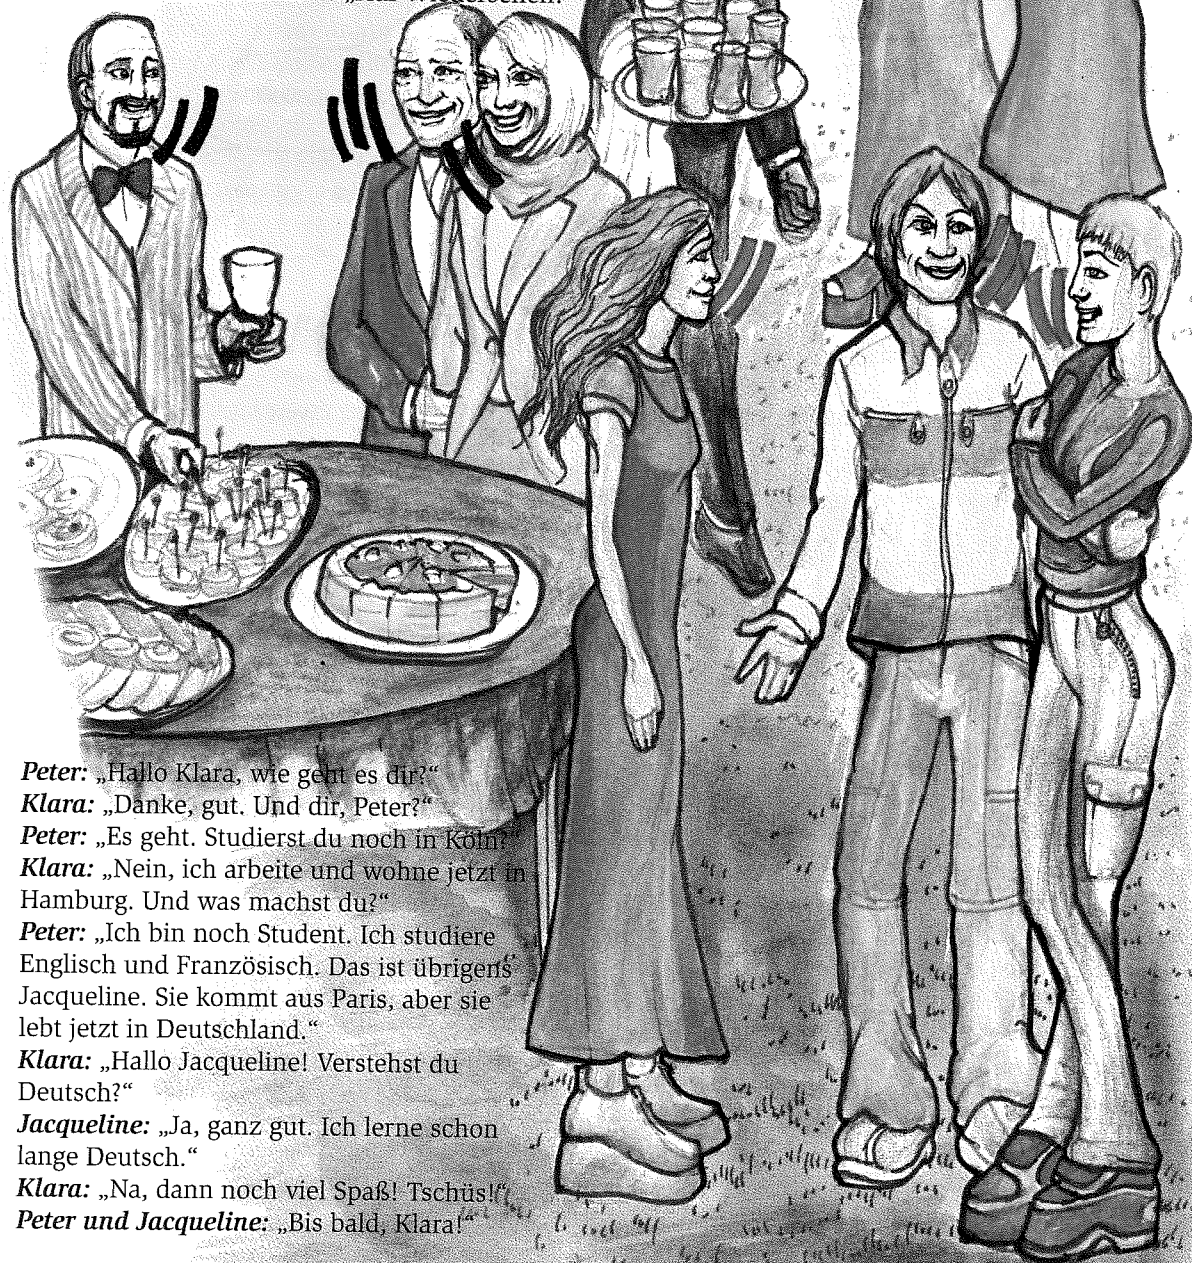 Peter: „Hallo Klara, wie geht es dir?“
Klara: „Danke, gut. Und dir, Peter?“
Peter: „Es geht. Studierst du noch in Köln?“
Klara: „Nein, ich arbeite und wohne jetzt in
Hamburg. Und was machst du?“
Peter: „Ich bin noch Student. Ich studiere
Englisch und Französisch. Das ist übrigens
Jacqueline. Sie kommt aus Paris, aber sie
lebt jetzt in Deutschland.“
Klara: „Hallo Jacqueline! Verstehst du
Deutsch?“
Jacqueline: „Ja, ganz gut. Ich lerne schon
lange Deutsch.“
Klara: „Na, dann noch viel Spaß! Tschüs!“
Peter und Jacqueline: „Bis bald, Klara!“